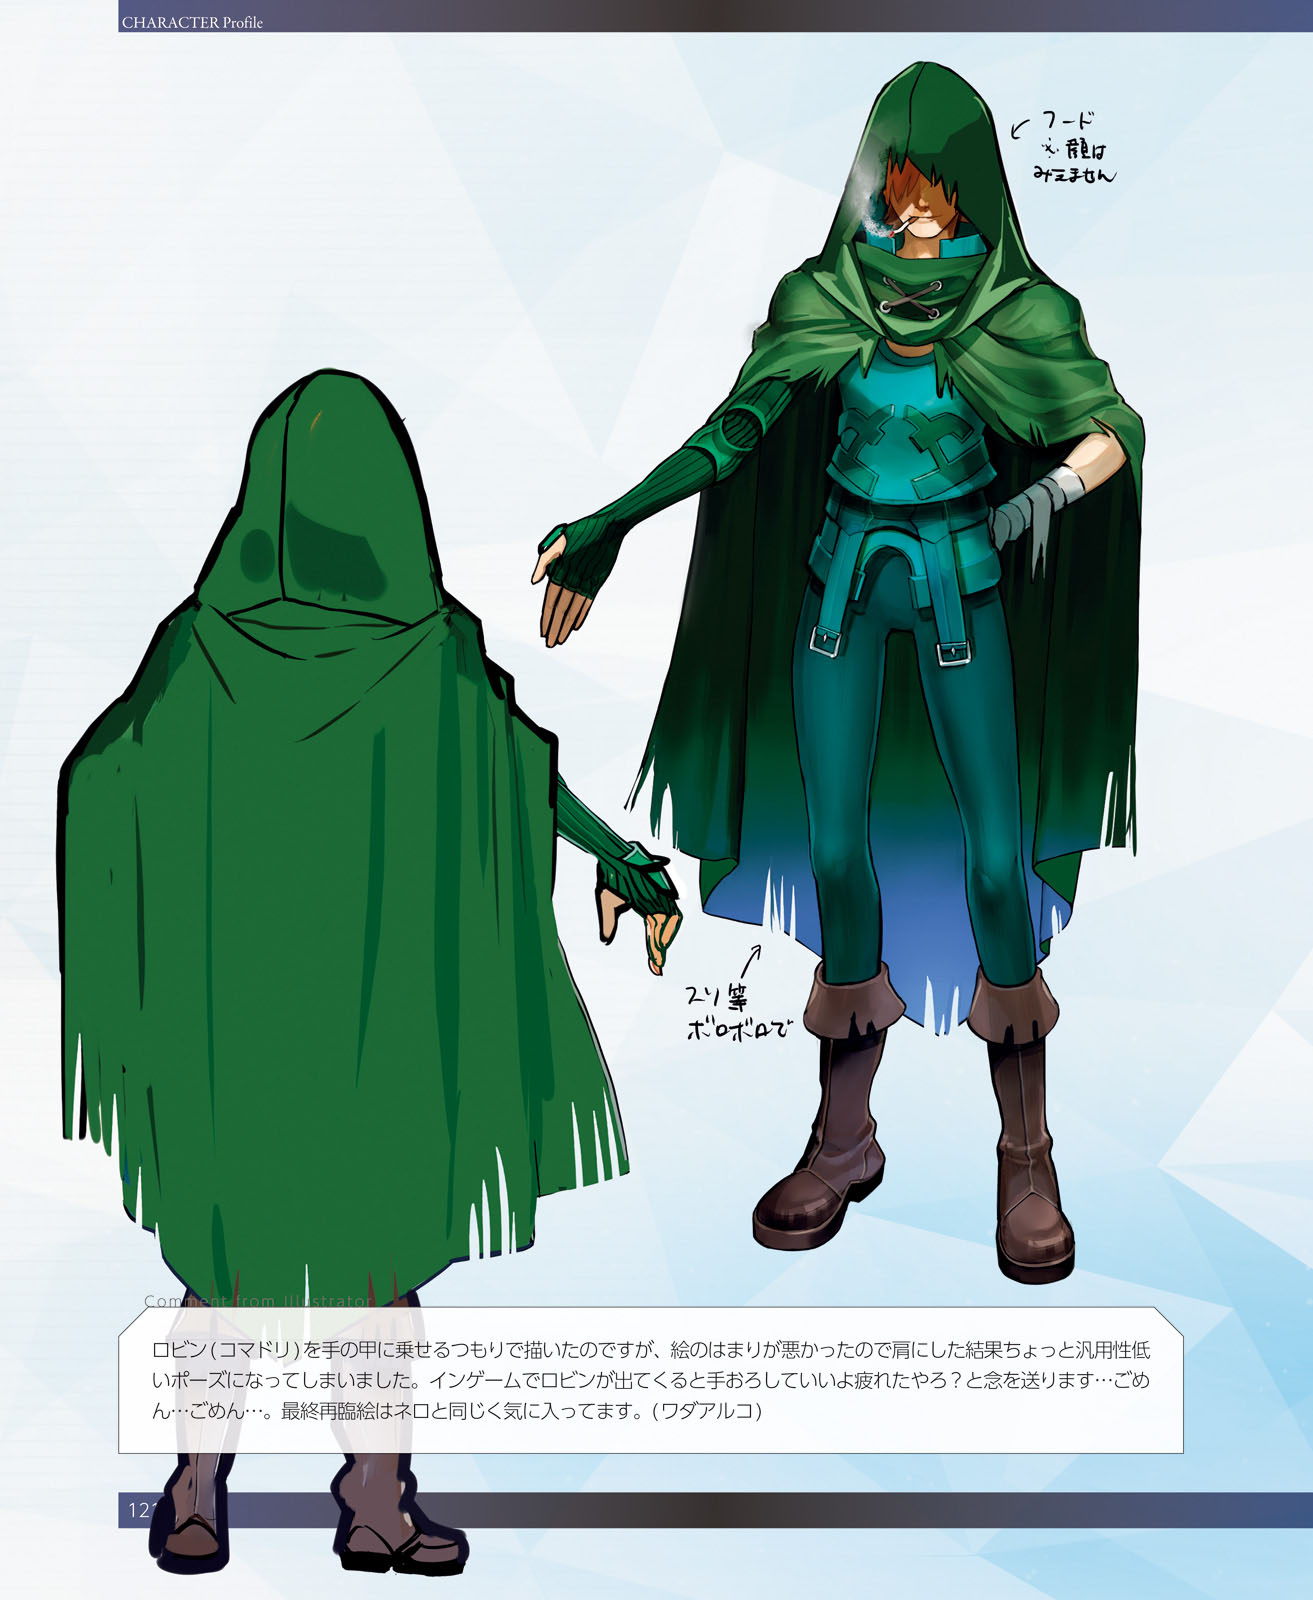 CHARACTER Profile
フード
※顔は
みえません
スソ等
ボロボロで
Comment from Illustrator
ロビン(コマドリ)を手の甲に乗せるつもりで描いたのですが、絵のはまりが悪かったので肩にした結果ちょっと汎用性低
いポーズになってしまいました。インゲームでロビンが出てくると手おろしていいよ疲れたやろ？と念を送ります…ごめ
ん…ごめん…。最終再臨絵はネロと同じく気に入ってます。(ワダアルコ)